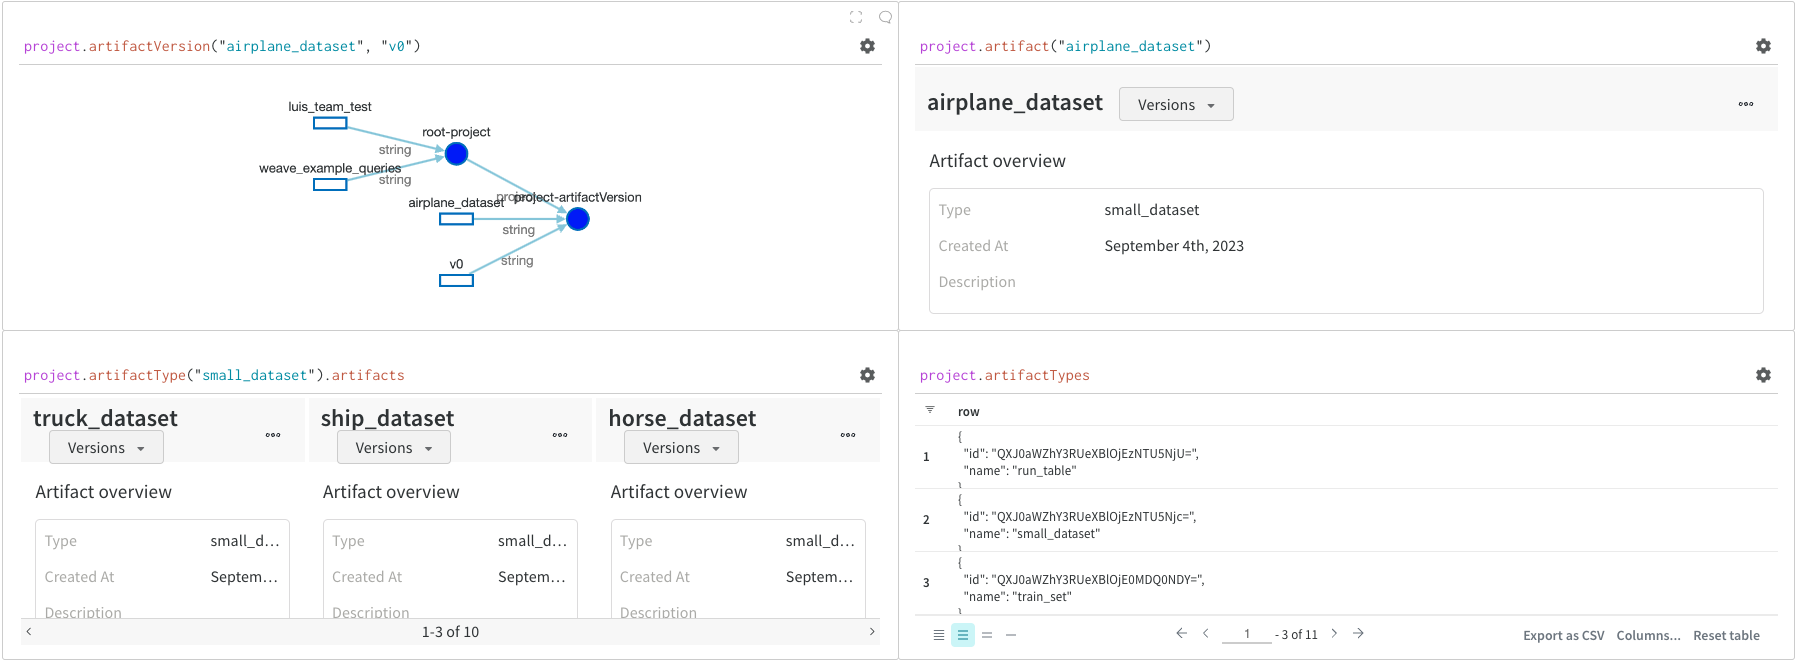 project.artifactVersion("airplane_dataset", "v0")
luis_team_test
root-project
string
weave_example_queries
string
airplane_dataset
project-artifactVersion
string
v0
string
project.artifact("airplane_dataset")
airplane_dataset
Versions
Artifact overview
Type small_dataset
Created At September 4th, 2023
Description
project.artifactType("small_dataset").artifacts
truck_dataset
Versions
Artifact overview
Type small_d...
Created At Septem...
Description
ship_dataset
Versions
Artifact overview
Type small_d...
Created At Septem...
Description
horse_dataset
Versions
Artifact overview
Type small_d...
Created At Septem...
Description
1-3 of 10
project.artifactTypes
row
1
{
"id": "QXJ0aWZhY3RUeXBlOjEzNTU5NjU=",
"name": "run_table"
}
2
{
"id": "QXJ0aWZhY3RUeXBlOjEzNTU5Njc=",
"name": "small_dataset"
}
3
{
"id": "QXJ0aWZhY3RUeXBlOjE0MDQ0NDY=",
"name": "train_set"
}
1 - 3 of 11
Export as CSV Columns... Reset table